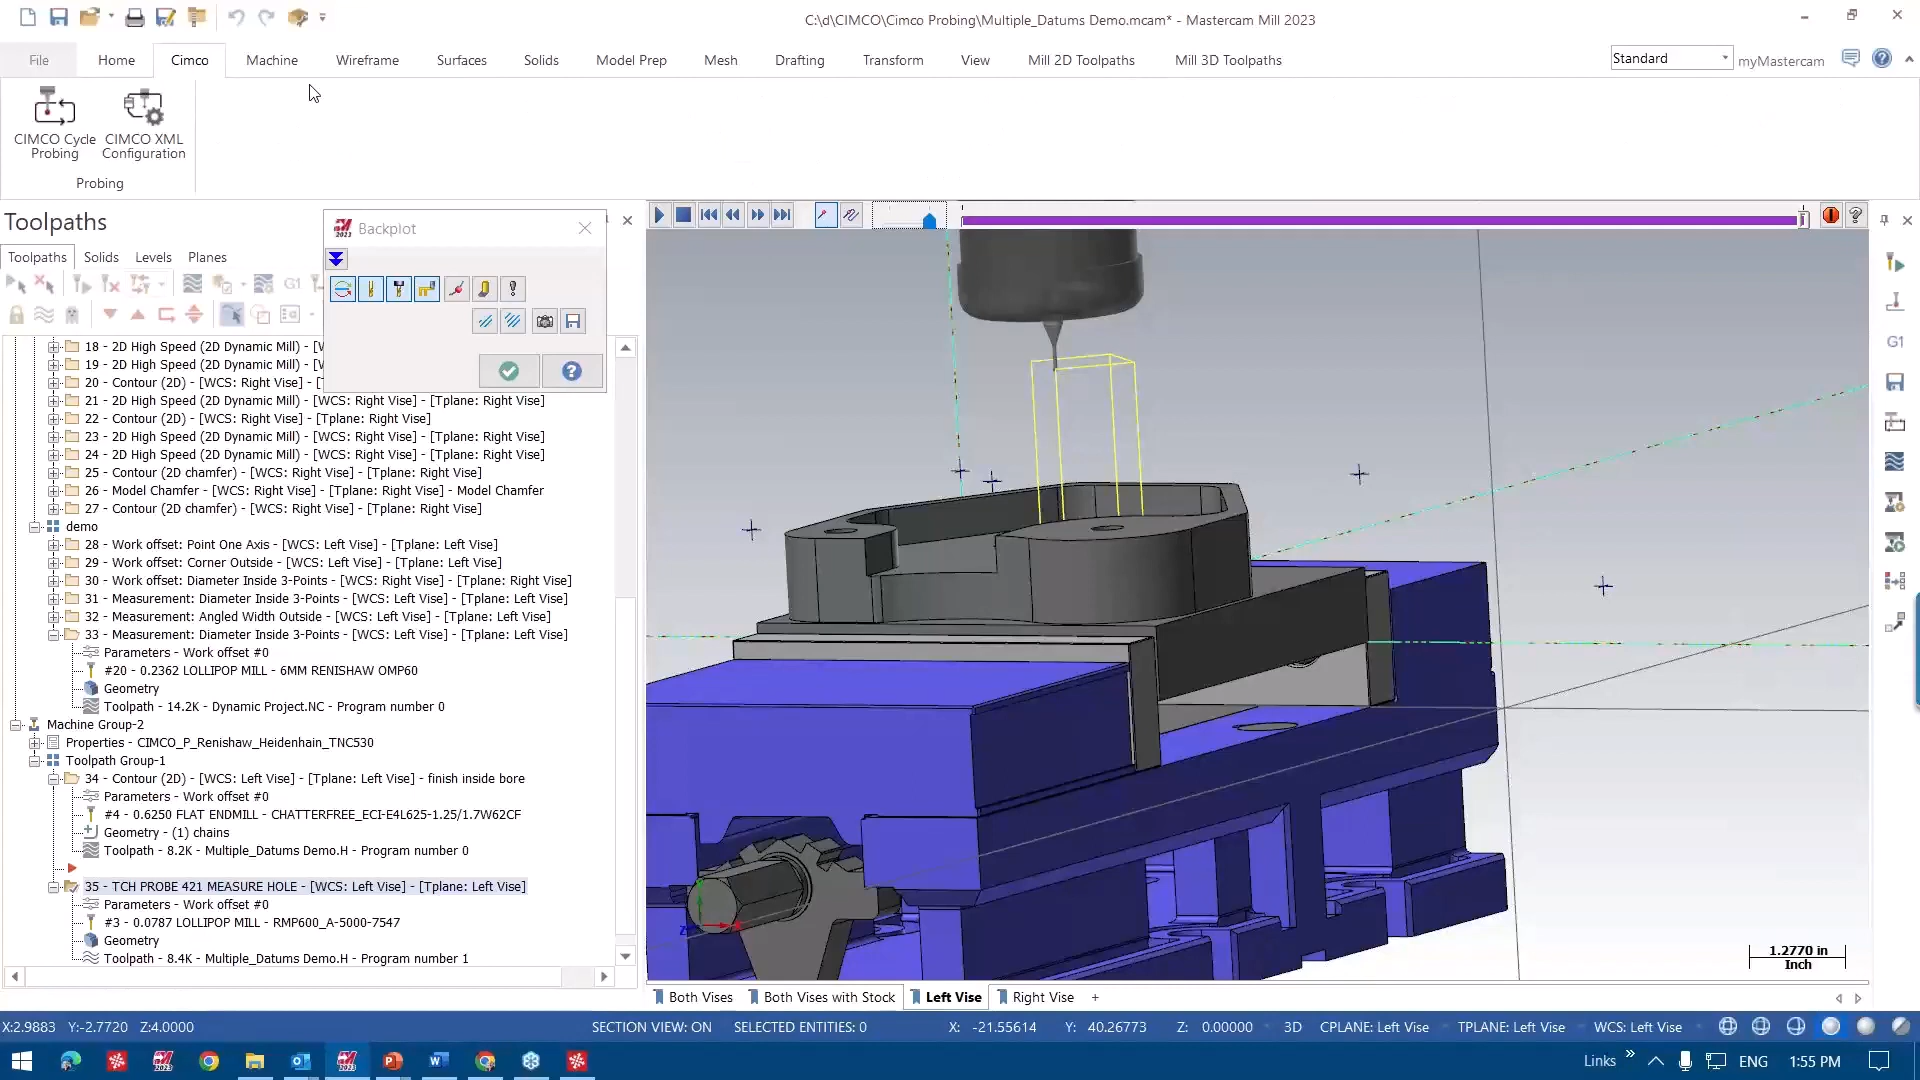 C:\d\CIMCO\Cimco Probing\Multiple_Datums Demo.mcam* - Mastercam Mill 2023
File Home Cimco Machine Wireframe Surfaces Solids Model Prep Mesh Drafting Transform View Mill 2D Toolpaths Mill 3D Toolpaths Standard myMastercam
CIMCO Cycle Probing
CIMCO XML Configuration
Probing
Toolpaths
Backplot
Toolpaths Solids Levels Planes
G1
18 - 2D High Speed (2D Dynamic Mill) - [W
19 - 2D High Speed (2D Dynamic Mill) - [W
20 - Contour (2D) - [WCS: Right Vise] - [T
21 - 2D High Speed (2D Dynamic Mill) - [WCS: Right Vise] - [Tplane: Right Vise]
22 - Contour (2D) - [WCS: Right Vise] - [Tplane: Right Vise]
23 - 2D High Speed (2D Dynamic Mill) - [WCS: Right Vise] - [Tplane: Right Vise]
24 - 2D High Speed (2D Dynamic Mill) - [WCS: Right Vise] - [Tplane: Right Vise]
25 - Contour (2D chamfer) - [WCS: Right Vise] - [Tplane: Right Vise]
26 - Model Chamfer - [WCS: Right Vise] - [Tplane: Right Vise] - Model Chamfer
27 - Contour (2D chamfer) - [WCS: Right Vise] - [Tplane: Right Vise]
demo
28 - Work offset: Point One Axis - [WCS: Left Vise] - [Tplane: Left Vise]
29 - Work offset: Corner Outside - [WCS: Left Vise] - [Tplane: Left Vise]
30 - Work offset: Diameter Inside 3-Points - [WCS: Right Vise] - [Tplane: Right Vise]
31 - Measurement: Diameter Inside 3-Points - [WCS: Left Vise] - [Tplane: Left Vise]
32 - Measurement: Angled Width Outside - [WCS: Left Vise] - [Tplane: Left Vise]
33 - Measurement: Diameter Inside 3-Points - [WCS: Left Vise] - [Tplane: Left Vise]
Parameters - Work offset #0
#20 - 0.2362 LOLLIPOP MILL - 6MM RENISHAW OMP60
Geometry
Toolpath - 14.2K - Dynamic Project.NC - Program number 0
Machine Group-2
Properties - CIMCO_P_Renishaw_Heidenhain_TNC530
Toolpath Group-1
34 - Contour (2D) - [WCS: Left Vise] - [Tplane: Left Vise] - finish inside bore
Parameters - Work offset #0
#4 - 0.6250 FLAT ENDMILL - CHATTERFREE_ECI-E4L625-1.25/1.7W62CF
Geometry - (1) chains
Toolpath - 8.2K - Multiple_Datums Demo.H - Program number 0
35 - TCH PROBE 421 MEASURE HOLE - [WCS: Left Vise] - [Tplane: Left Vise]
Parameters - Work offset #0
#3 - 0.0787 LOLLIPOP MILL - RMP600_A-5000-7547
Geometry
Toolpath - 8.4K - Multiple_Datums Demo.H - Program number 1
G1
1.2770 in
Inch
Both Vises Both Vises with Stock Left Vise Right Vise +
X:2.9883 Y:-2.7720 Z:4.0000 SECTION VIEW: ON SELECTED ENTITIES: 0 X: -21.55614 Y: 40.26773 Z: 0.00000 3D CPLANE: Left Vise TPLANE: Left Vise WCS: Left Vise
Links » ENG 1:55 PM